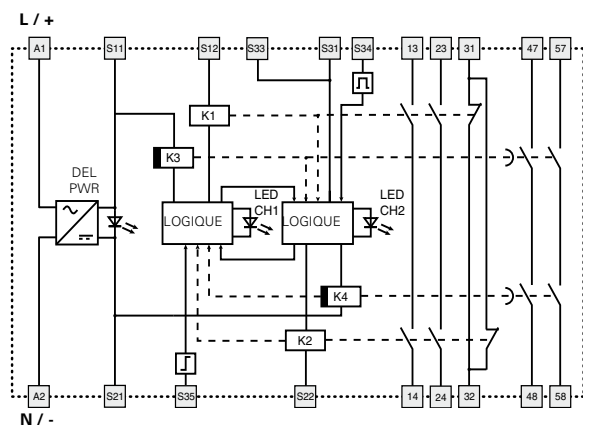 L / +
A1 S11 S12 S33 S31 S34 13 23 31 47 57
K1
K3
DEL
PWR
LED
CH1
LED
CH2
LOGIQUE
LOGIQUE
K4
K2
A2 S21 S35 S22 14 24 32 48 58
N / -